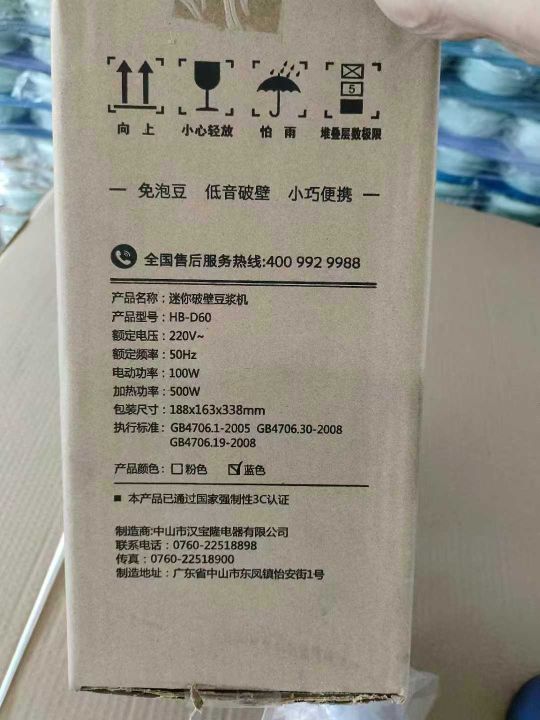 向 上 小心轻放 怕 雨 5 堆叠层数极限
— 免泡豆 低音破壁 小巧便携 —
全国售后服务热线:400 992 9988
产品名称：迷你破壁豆浆机
产品型号：HB-D60
额定电压：220V~
额定频率：50Hz
电动功率：100W
加热功率：500W
包装尺寸：188x163x338mm
执行标准：GB4706.1-2005 GB4706.30-2008
GB4706.19-2008
产品颜色：□粉色 ☑蓝色
■ 本产品已通过国家强制性3C认证
制造商:中山市汉宝隆电器有限公司
联系电话：0760-22518898
传真：0760-22518900
制造地址：广东省中山市东凤镇怡安街1号